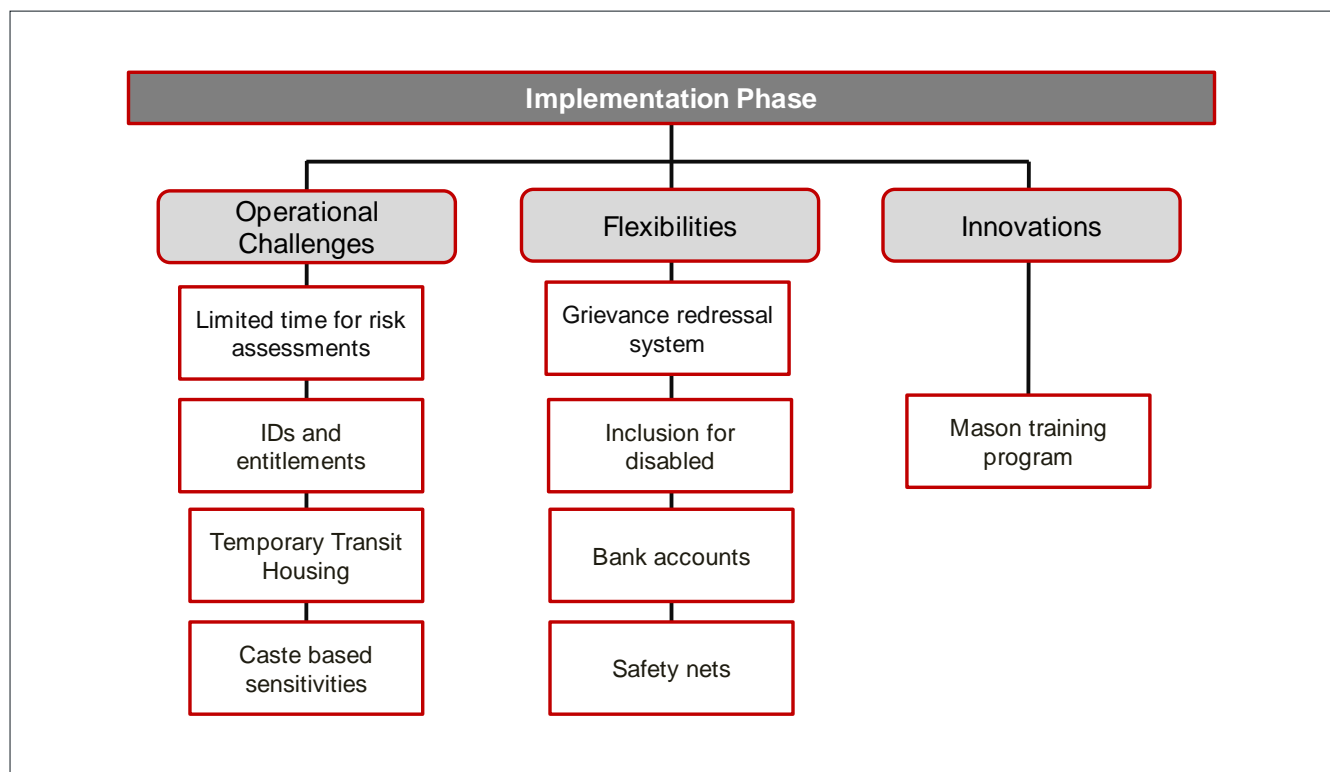 Implementation Phase
Operational
Challenges
Flexibilities
Innovations
Limited time for risk
assessments
IDs and
entitlements
Temporary Transit
Housing
Caste based
sensitivities
Grievance redressal
system
Inclusion for
disabled
Bank accounts
Safety nets
Mason training
program